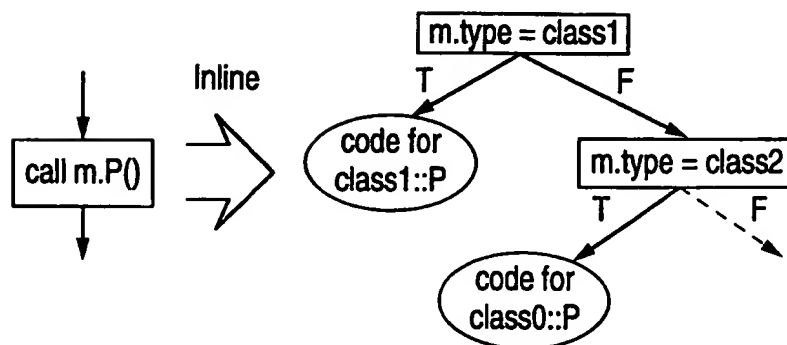 m.type = class1
T
F
Inline
call m.P()
code for
class1::P
m.type = class2
T
F
code for
class0::P